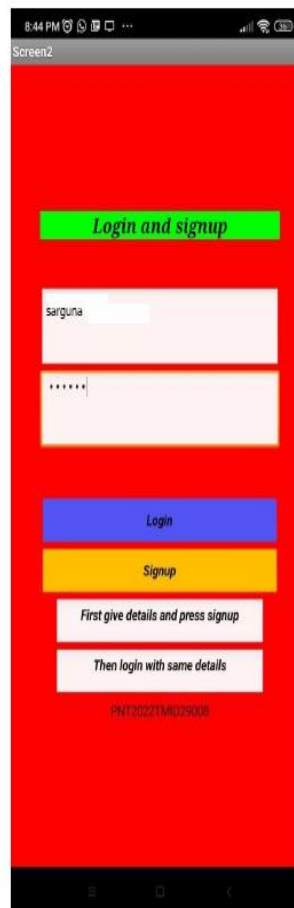 8:44 PM
Screen2
Login and signup
sarguna
••••••
Login
Signup
First give details and press signup
Then login with same details
PNT2022TMID29008